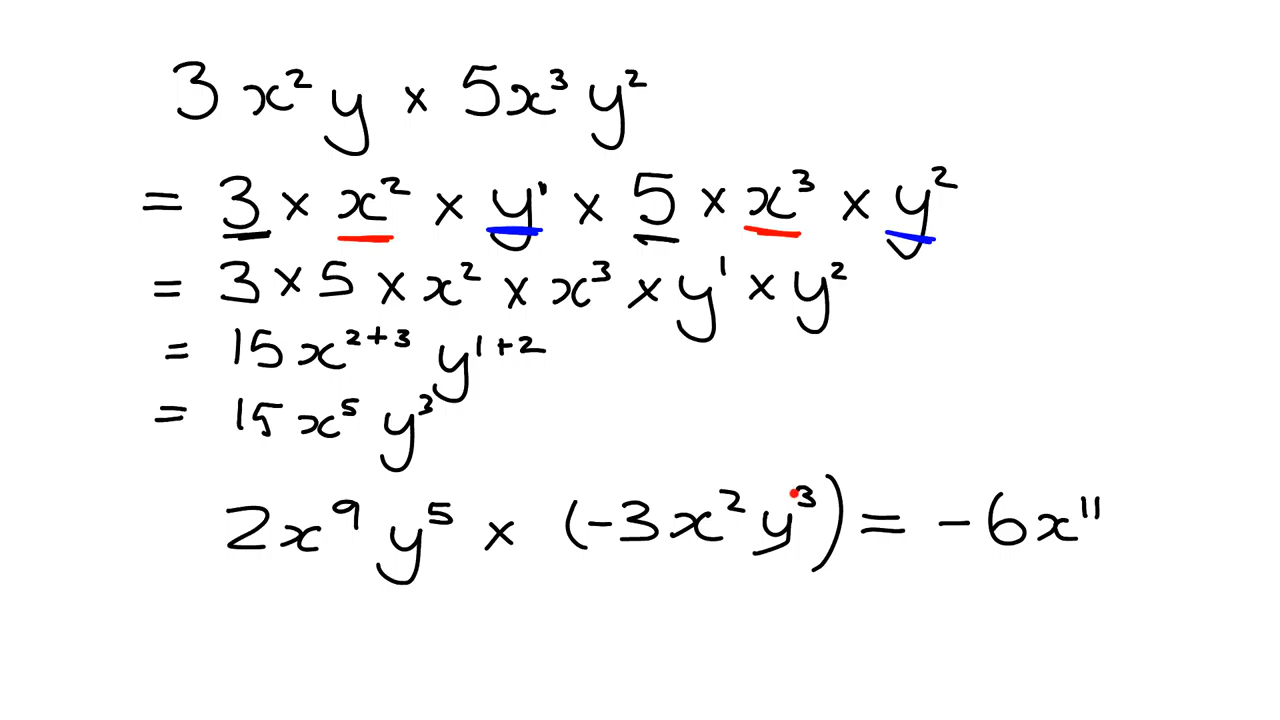 3x²y × 5x³y²
= 3 × x² × y¹ × 5 × x³ × y²
= 3 × 5 × x² × x³ × y¹ × y²
= 15x²⁺³ y¹⁺²
= 15x⁵ y³
2x⁹y⁵ × (-3x²y³) = -6x¹¹